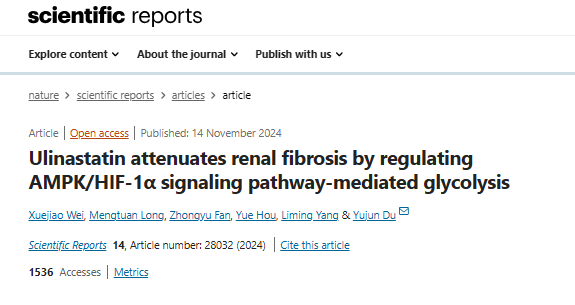 scientific reports
Explore content About the journal Publish with us
nature > scientific reports > articles > article
Article | Open access | Published: 14 November 2024
Ulinastatin attenuates renal fibrosis by regulating
AMPK/HIF-1α signaling pathway-mediated glycolysis
Xuejiao Wei, Mengtuan Long, Zhongyu Fan, Yue Hou, Liming Yang & Yujun Du
Scientific Reports 14, Article number: 28032 (2024) | Cite this article
1536 Accesses | Metrics